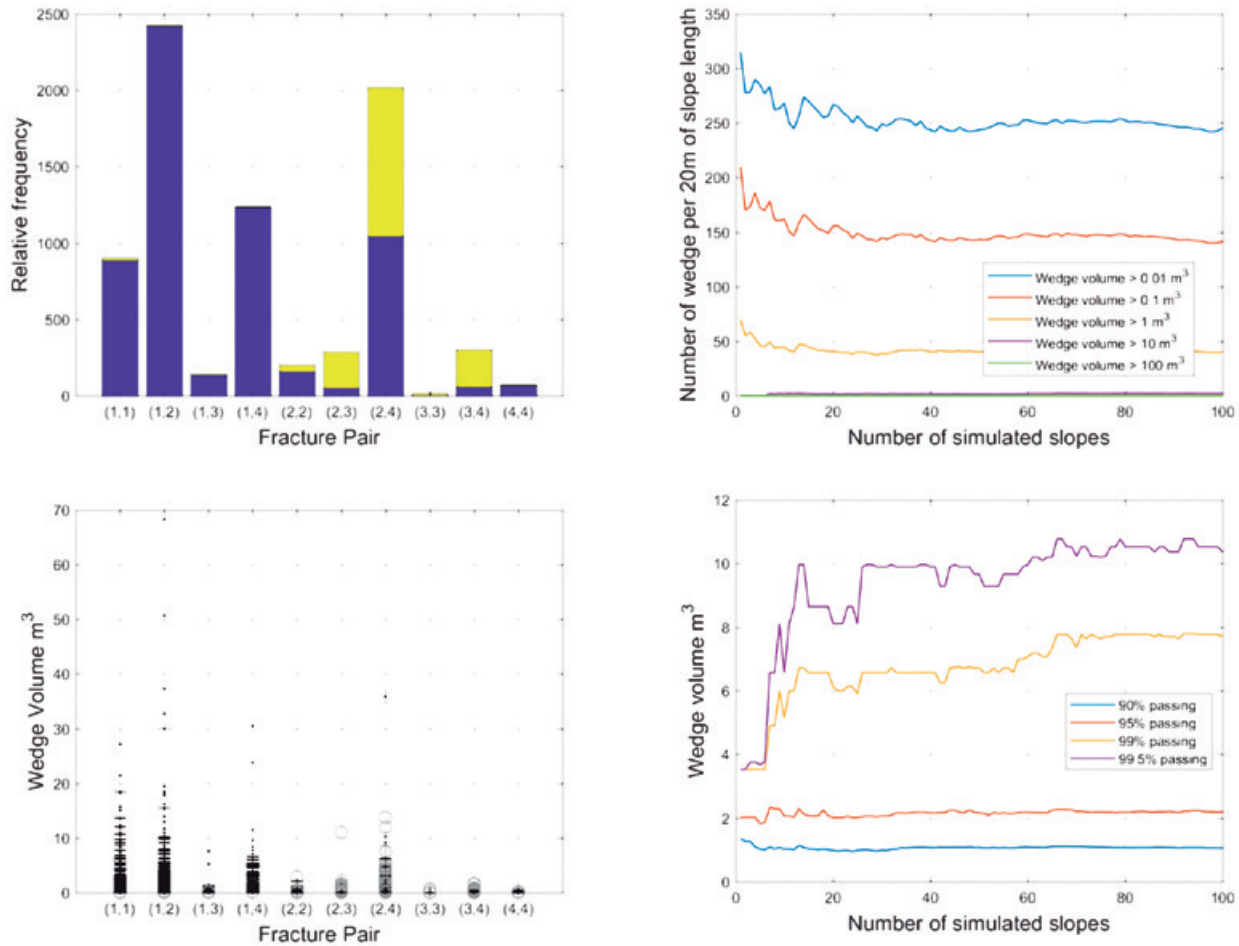 2500
2000
1500
1000
500
0
Relative frequency
(1,1) (1,2) (1,3) (1,4) (2,2) (2,3) (2,4) (3,3) (3,4) (4,4)
Fracture Pair
350
300
250
200
150
100
50
0
Number of wedge per 20m of slope length
Wedge volume > 0 01 m³
Wedge volume > 0 1 m³
Wedge volume > 1 m³
Wedge volume > 10 m³
Wedge volume > 100 m³
0 20 40 60 80 100
Number of simulated slopes
70
60
50
40
30
20
10
0
Wedge Volume m³
(1,1) (1,2) (1,3) (1,4) (2,2) (2,3) (2,4) (3,3) (3,4) (4,4)
Fracture Pair
12
10
8
6
4
2
0
Wedge volume m³
90% passing
95% passing
99% passing
99 5% passing
0 20 40 60 80 100
Number of simulated slopes